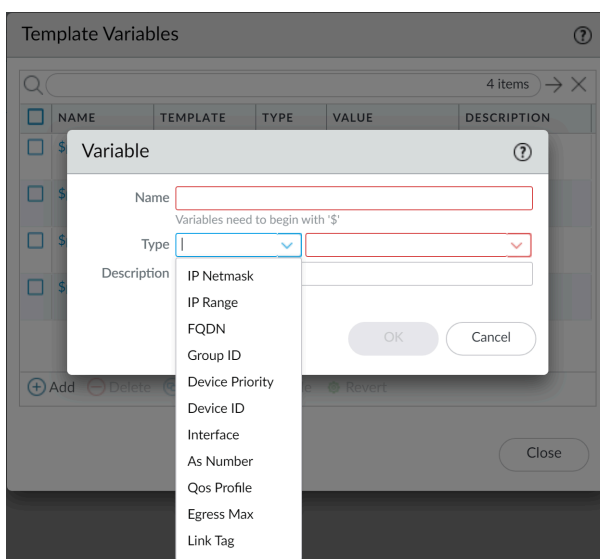 Template Variables
4 items
NAME TEMPLATE TYPE VALUE DESCRIPTION
$
Variable
$
Name
Variables need to begin with '$'
$
Type
Description
$
IP Netmask
IP Range
FQDN
Group ID
OK Cancel
Device Priority
Add Delete Revert
Device ID
Interface
As Number
Close
Qos Profile
Egress Max
Link Tag